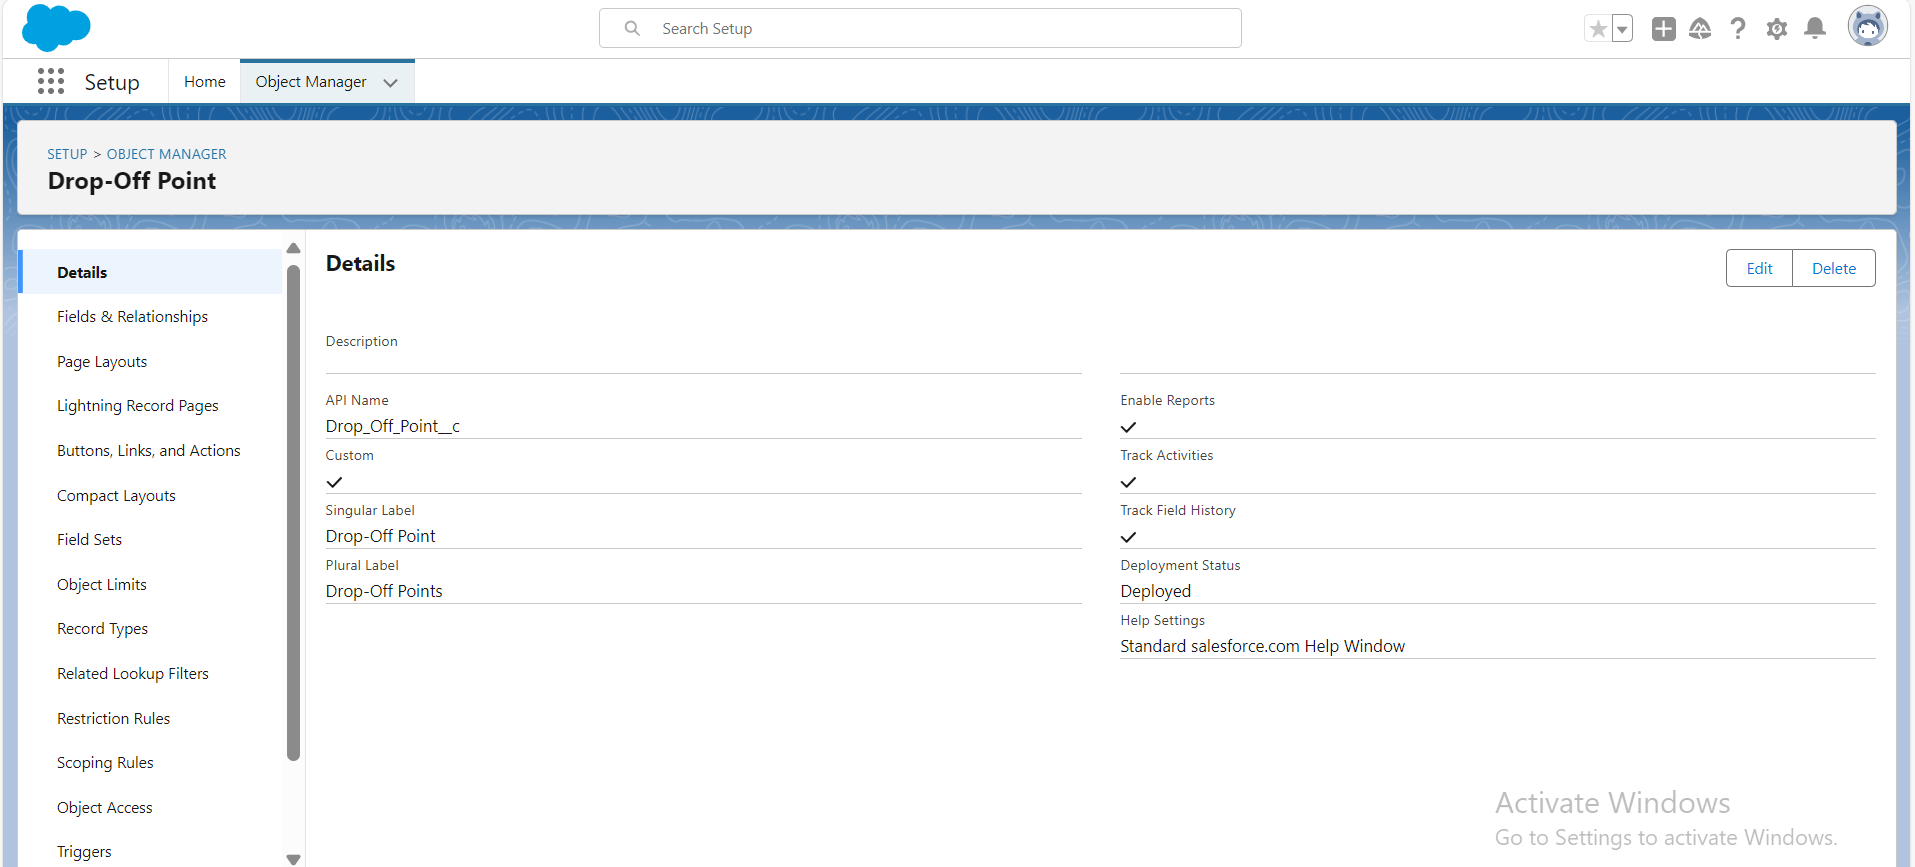 Search Setup
Setup
Home
Object Manager
SETUP > OBJECT MANAGER
Drop-Off Point
Details
Fields & Relationships
Page Layouts
Lightning Record Pages
Buttons, Links, and Actions
Compact Layouts
Field Sets
Object Limits
Record Types
Related Lookup Filters
Restriction Rules
Scoping Rules
Object Access
Triggers
Details
Edit
Delete
Description
API Name
Drop_Off_Point__c
Custom
Singular Label
Drop-Off Point
Plural Label
Drop-Off Points
Enable Reports
Track Activities
Track Field History
Deployment Status
Deployed
Help Settings
Standard salesforce.com Help Window
Activate Windows
Go to Settings to activate Windows.